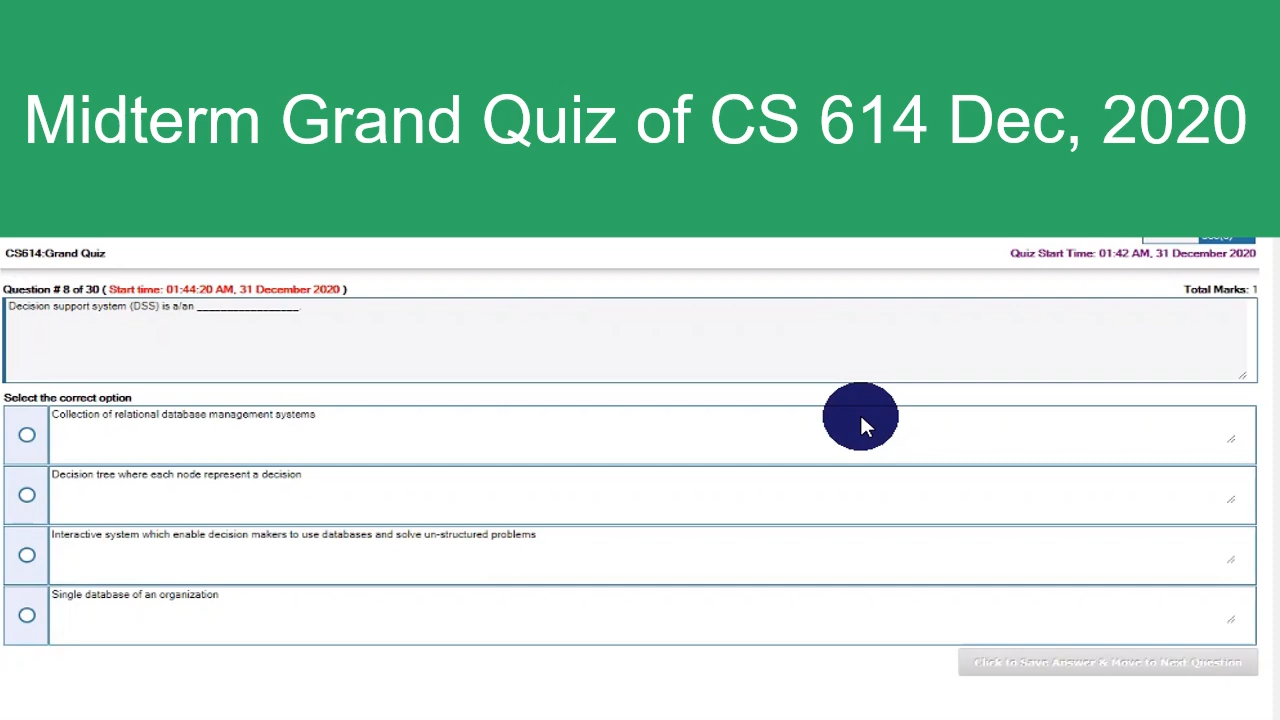 Midterm Grand Quiz of CS 614 Dec, 2020
CS614:Grand Quiz
Quiz Start Time: 01:42 AM, 31 December 2020
Question # 8 of 30 ( Start time: 01:44:20 AM, 31 December 2020 )
Total Marks: 1
Decision support system (DSS) is a/an _________________
Select the correct option
Collection of relational database management systems
Decision tree where each node represent a decision
Interactive system which enable decision makers to use databases and solve un-structured problems
Single database of an organization
Click to Save Answer & Move to Next Question